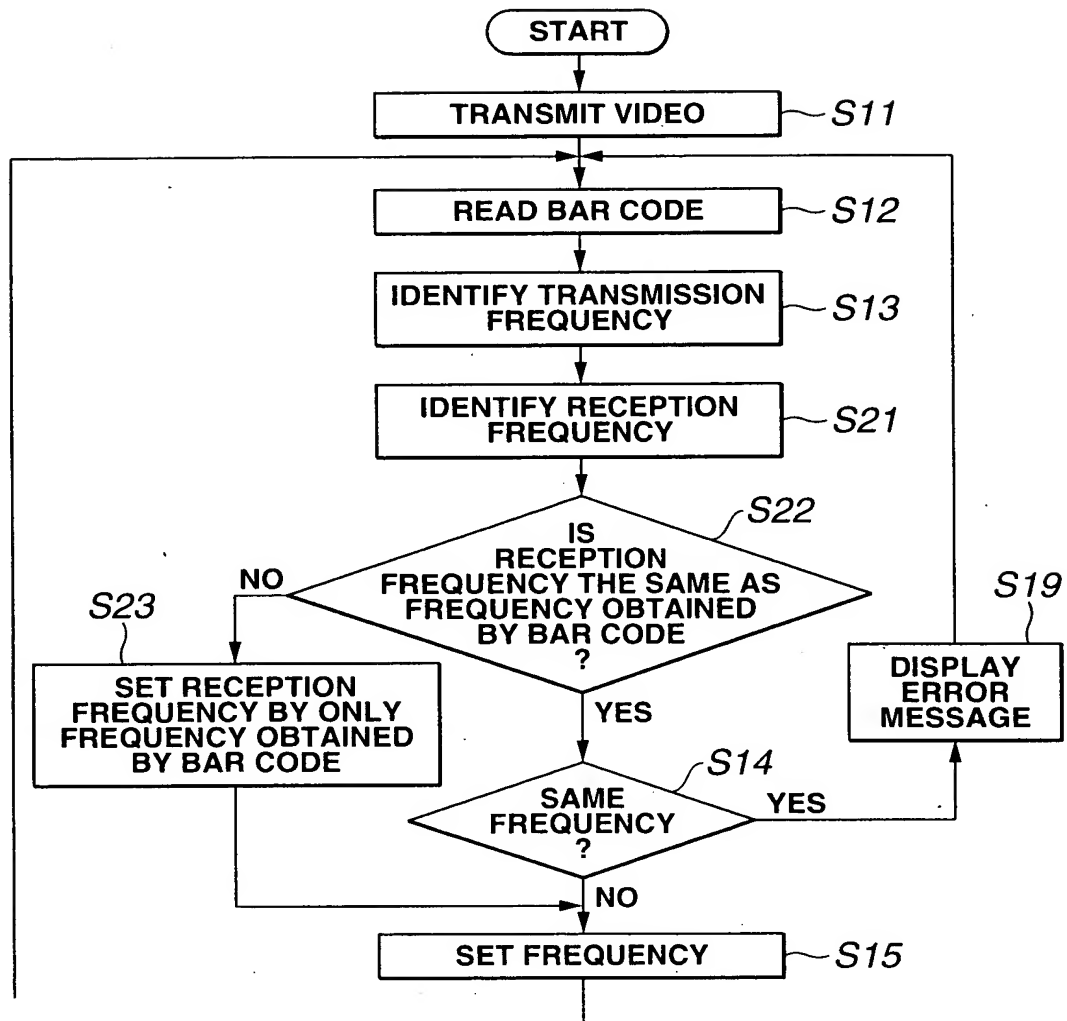 START
TRANSMIT VIDEO
S11
READ BAR CODE
S12
IDENTIFY TRANSMISSION
FREQUENCY
S13
IDENTIFY RECEPTION
FREQUENCY
S21
S22
IS
RECEPTION
FREQUENCY THE SAME AS
FREQUENCY OBTAINED
BY BAR CODE
?
NO
YES
S23
SET RECEPTION
FREQUENCY BY ONLY
FREQUENCY OBTAINED
BY BAR CODE
S19
DISPLAY
ERROR
MESSAGE
S14
SAME
FREQUENCY
?
YES
NO
SET FREQUENCY
S15